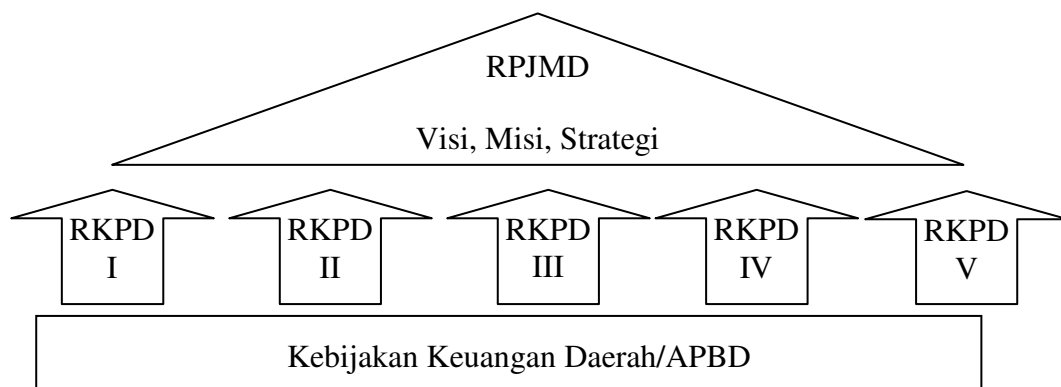 RPJMD
Visi, Misi, Strategi
RKPD
I
RKPD
II
RKPD
III
RKPD
IV
RKPD
V
Kebijakan Keuangan Daerah/APBD